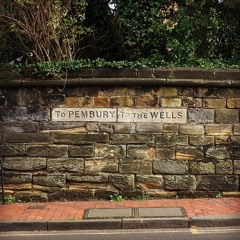 TO PEMBURY TO THE WELLS